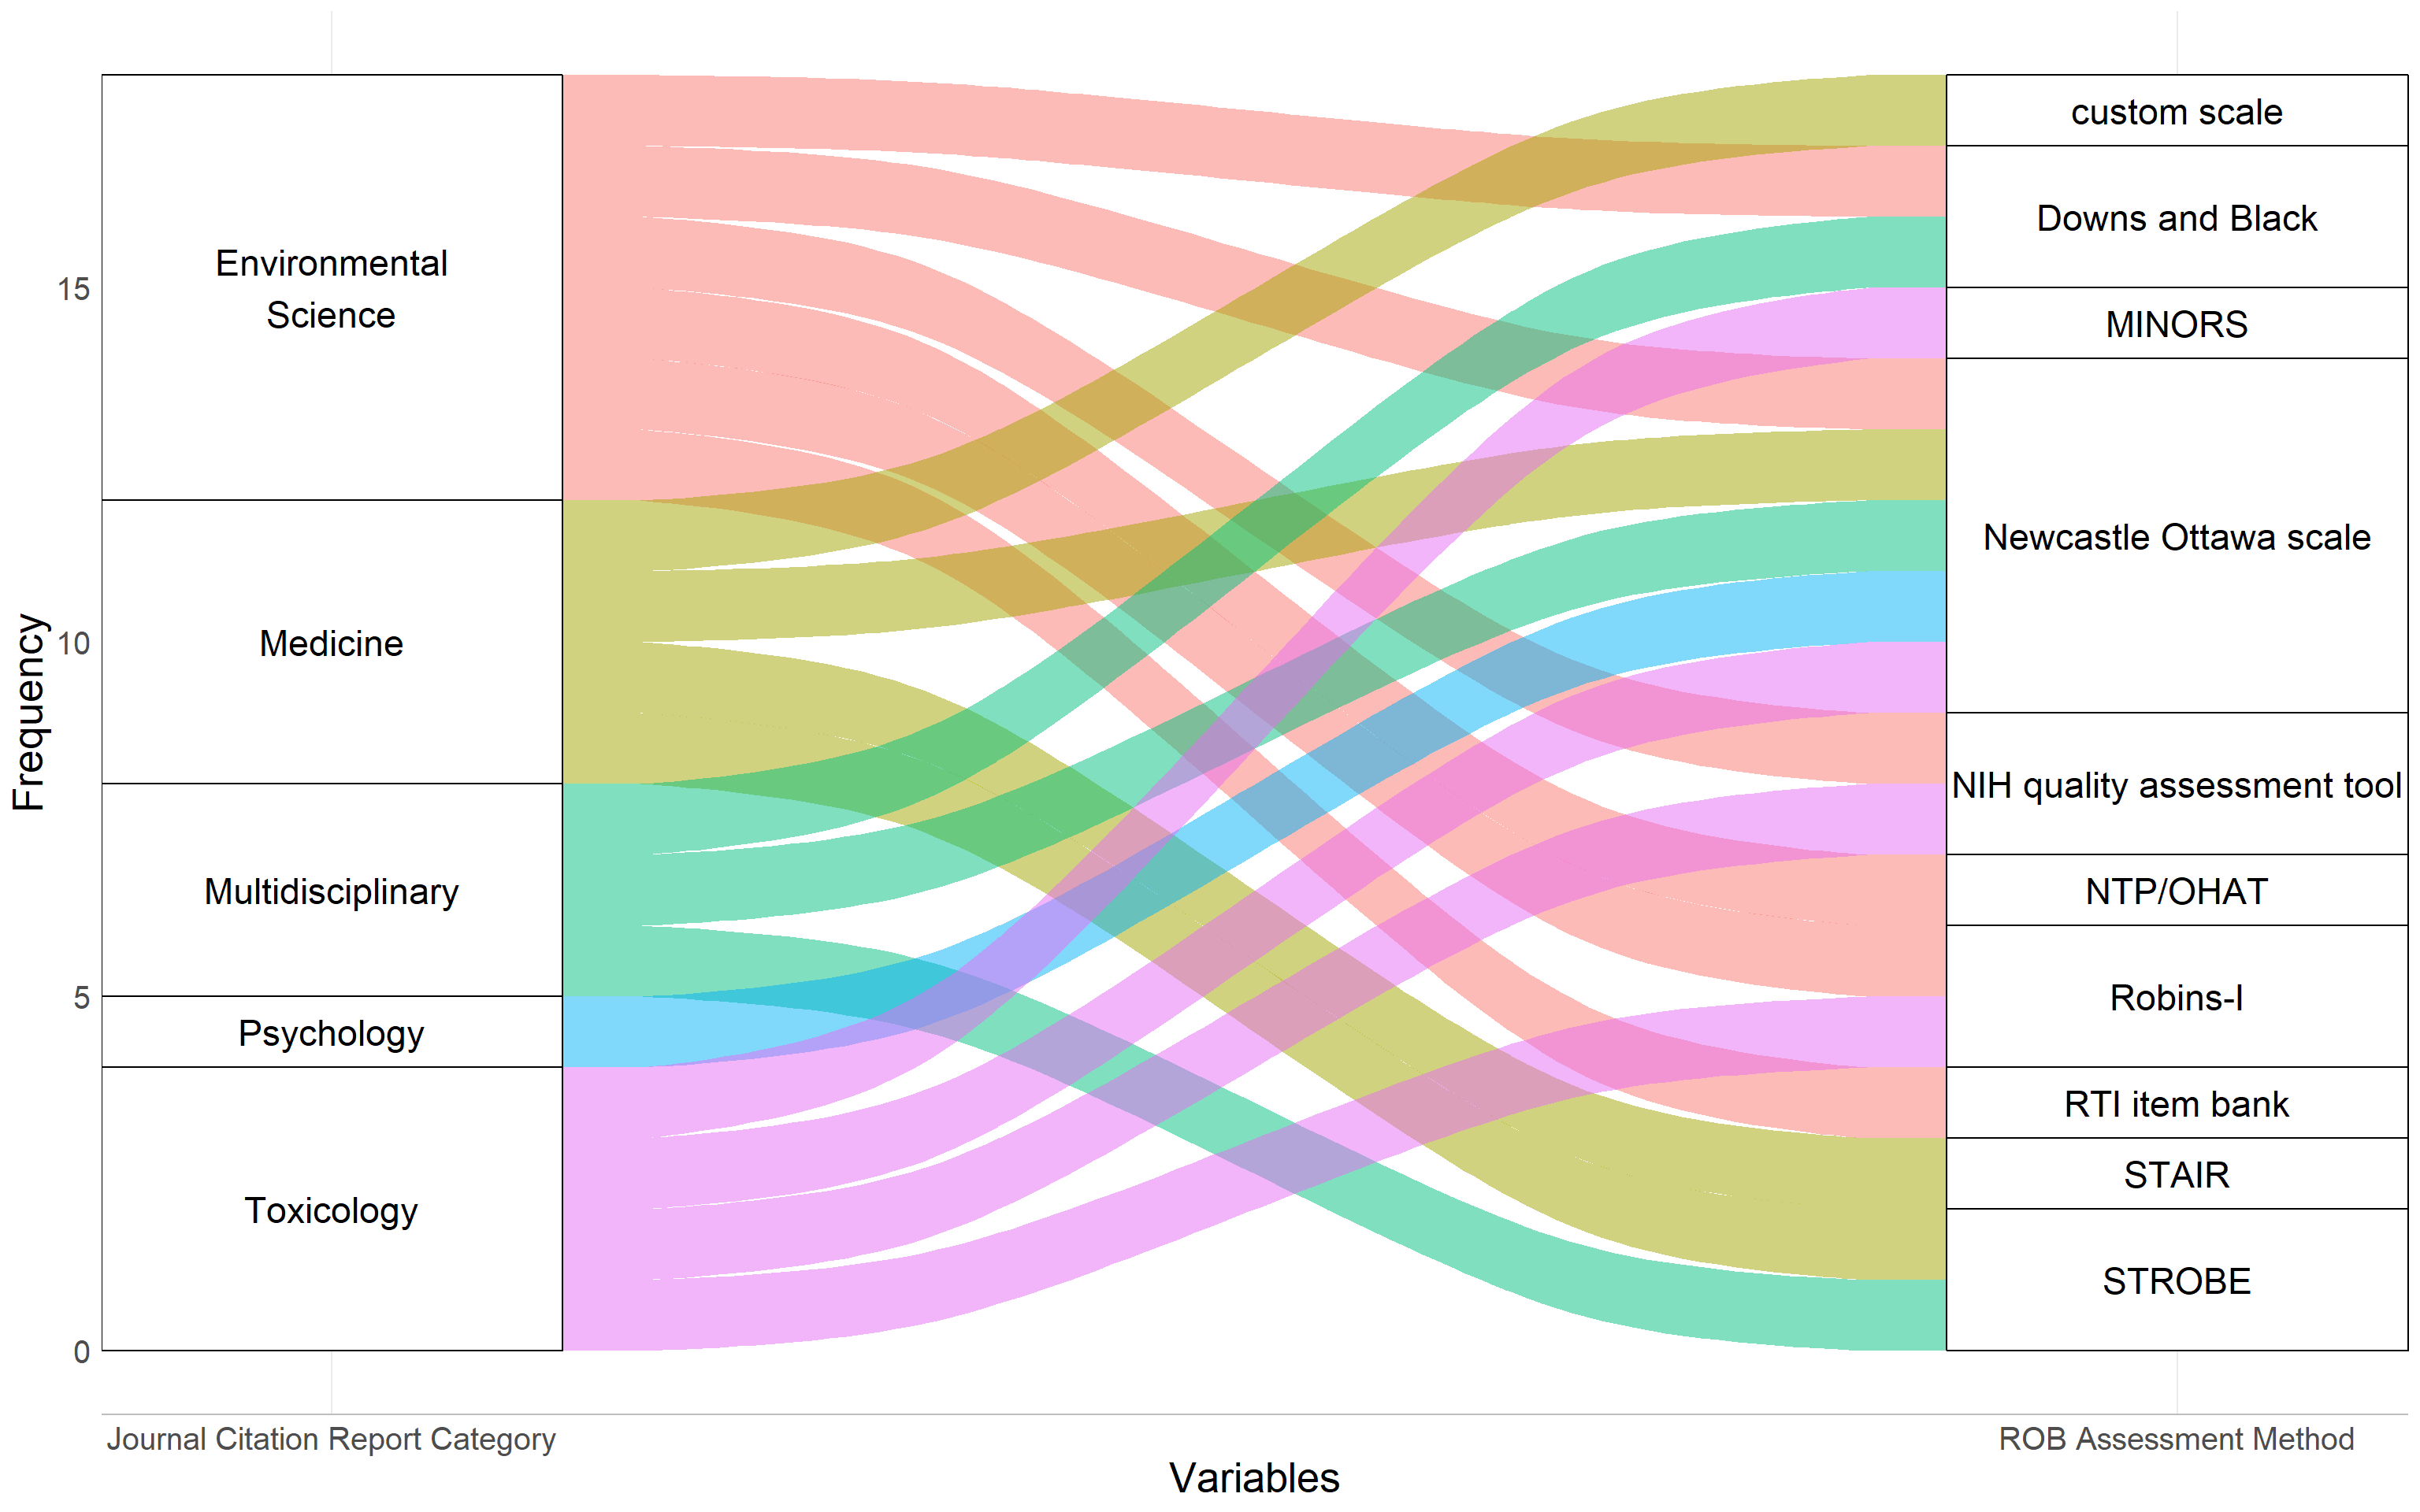 Frequency
15
10
5
0
Environmental
Science
Medicine
Multidisciplinary
Psychology
Toxicology
custom scale
Downs and Black
MINORS
Newcastle Ottawa scale
NIH quality assessment tool
NTP/OHAT
Robins-I
RTI item bank
STAIR
STROBE
Journal Citation Report Category
ROB Assessment Method
Variables